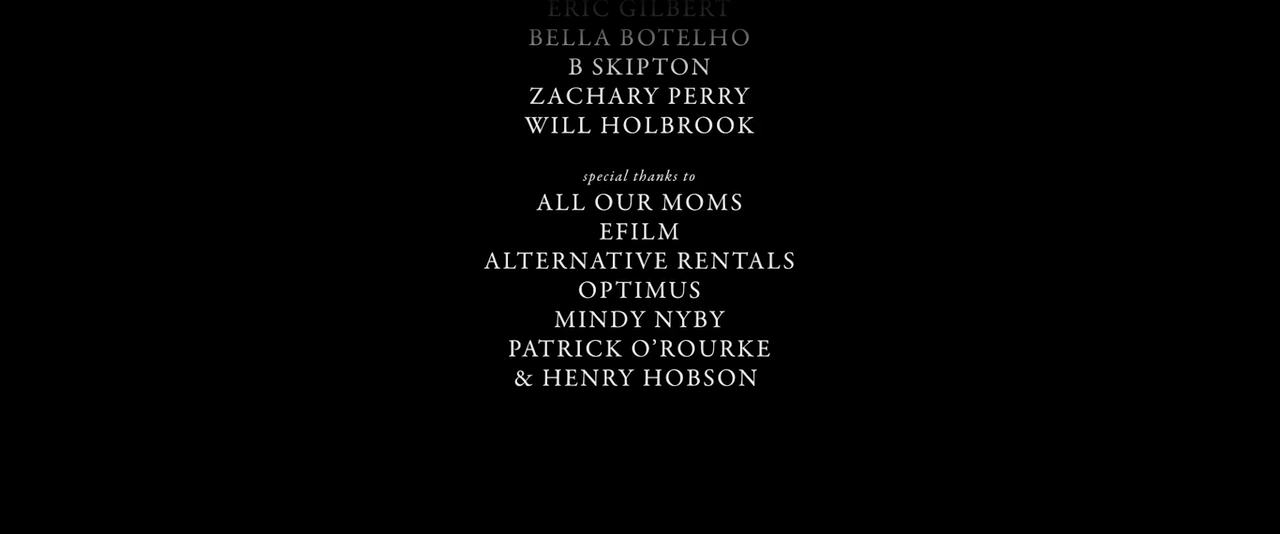 ERIC GILBERT
BELLA BOTELHO
B SKIPTON
ZACHARY PERRY
WILL HOLBROOK
special thanks to
ALL OUR MOMS
EFILM
ALTERNATIVE RENTALS
OPTIMUS
MINDY NYBY
PATRICK O’ROURKE
& HENRY HOBSON